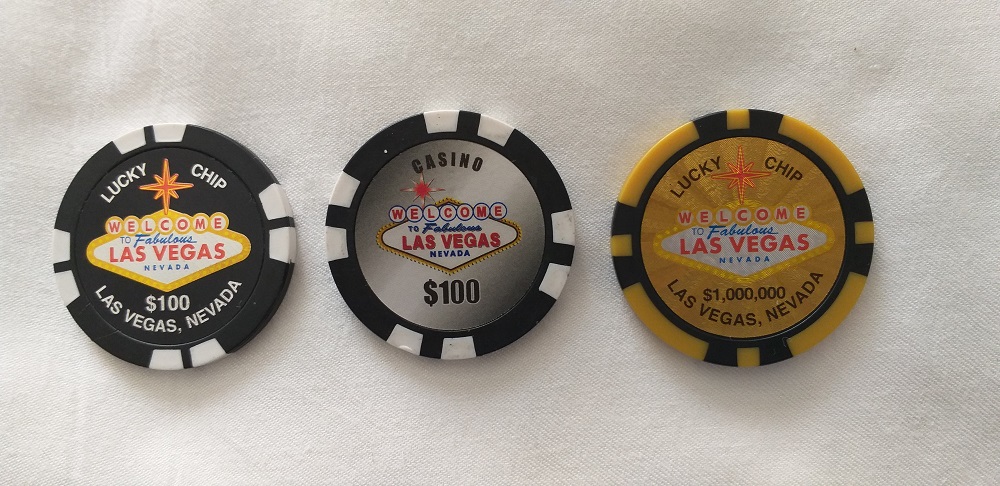 LUCKY CHIP
WELCOME
TO Fabulous
LAS VEGAS
NEVADA
$100
LAS VEGAS, NEVADA
CASINO
WELCOME
TO Fabulous
LAS VEGAS
NEVADA
$100
LUCKY CHIP
WELCOME
TO Fabulous
LAS VEGAS
NEVADA
$1,000,000
LAS VEGAS, NEVADA